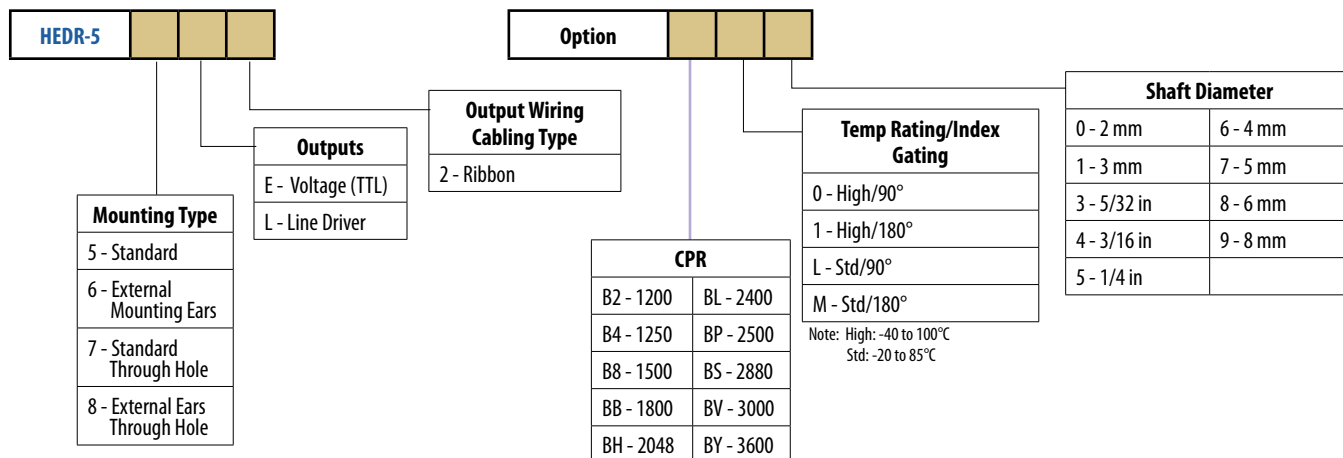 HEDR-5
Option
Mounting Type
5 - Standard
6 - External
Mounting Ears
7 - Standard
Through Hole
8 - External Ears
Through Hole
Outputs
E - Voltage (TTL)
L - Line Driver
Output Wiring
Cabling Type
2 - Ribbon
CPR
B2 - 1200 BL - 2400
B4 - 1250 BP - 2500
B8 - 1500 BS - 2880
BB - 1800 BV - 3000
BH - 2048 BY - 3600
Temp Rating/Index
Gating
0 - High/90°
1 - High/180°
L - Std/90°
M - Std/180°
Note: High: -40 to 100°C
Std: -20 to 85°C
Shaft Diameter
0 - 2 mm 6 - 4 mm
1 - 3 mm 7 - 5 mm
3 - 5/32 in 8 - 6 mm
4 - 3/16 in 9 - 8 mm
5 - 1/4 in